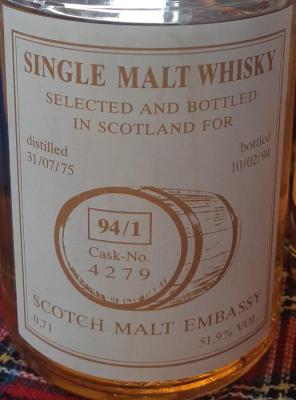 SINGLE MALT WHISKY
SELECTED AND BOTTLED
IN SCOTLAND FOR
distilled
31/07/75
bottled
10/02/94
94/1
Cask-No.
4279
SCOTCH MALT EMBASSY
0,7l
51,9% VOL